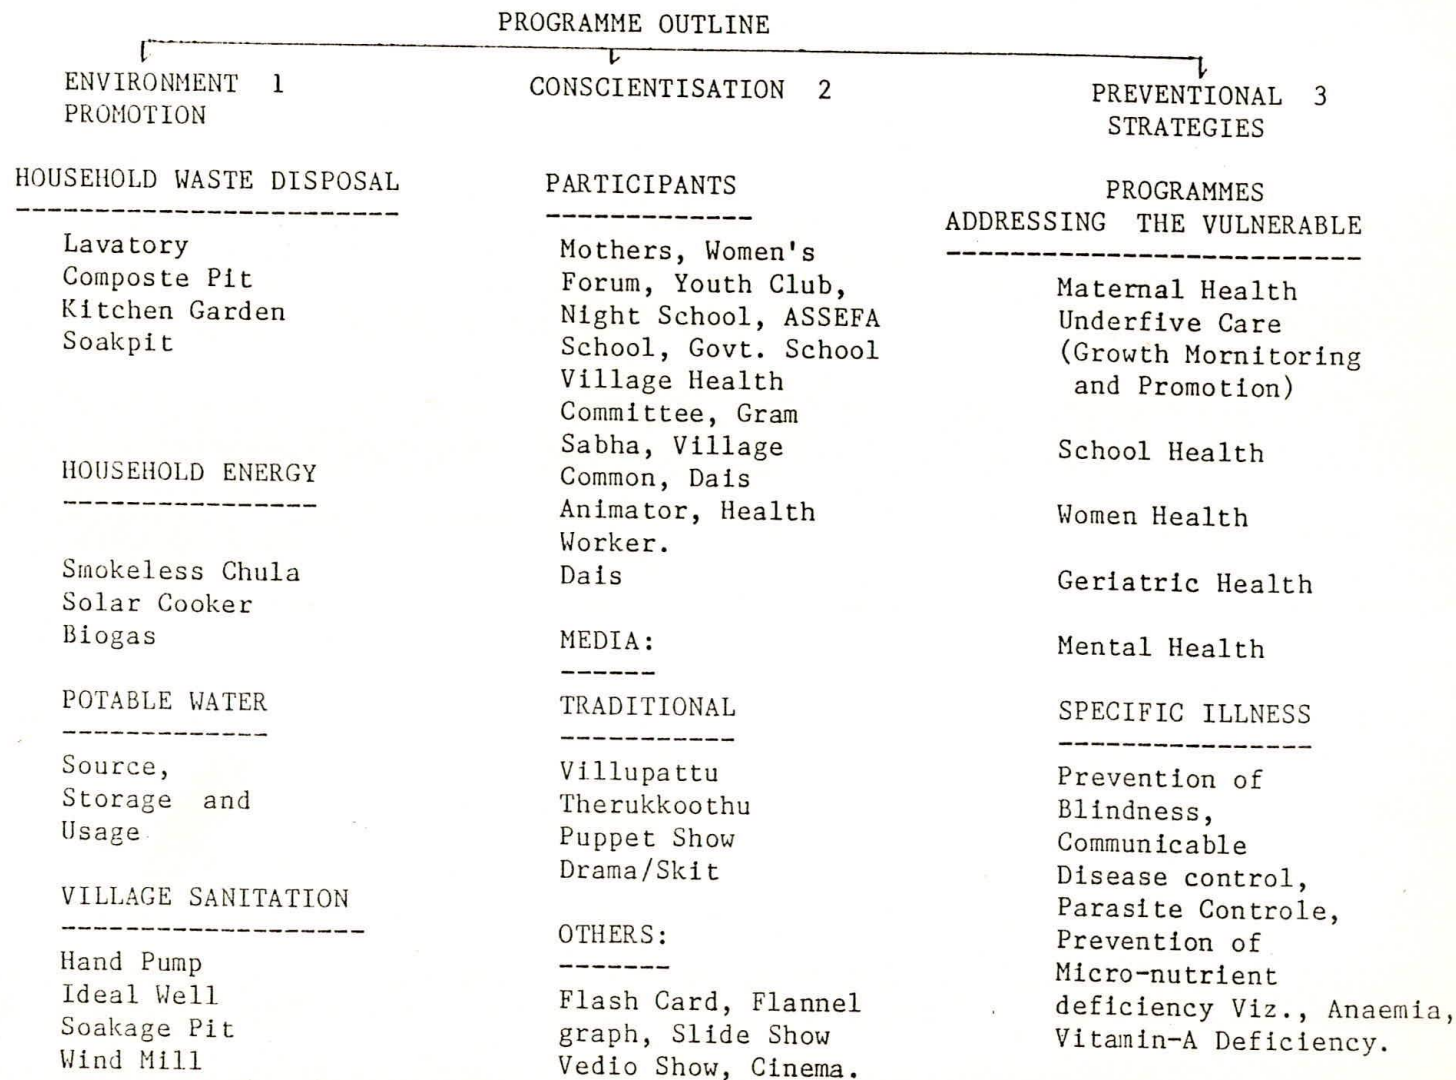 PROGRAMME OUTLINE
ENVIRONMENT 1
PROMOTION
HOUSEHOLD WASTE DISPOSAL
Lavatory
Composte Pit
Kitchen Garden
Soakpit
HOUSEHOLD ENERGY
Smokeless Chula
Solar Cooker
Biogas
POTABLE WATER
Source,
Storage and
Usage
VILLAGE SANITATION
Hand Pump
Ideal Well
Soakage Pit
Wind Mill
CONSCIENTISATION 2
PARTICIPANTS
Mothers, Women's
Forum, Youth Club,
Night School, ASSEFA
School, Govt. School
Village Health
Committee, Gram
Sabha, Village
Common, Dais
Animator, Health
Worker.
Dais
MEDIA:
TRADITIONAL
Villupattu
Therukkoothu
Puppet Show
Drama/Skit
OTHERS:
Flash Card, Flannel
graph, Slide Show
Vedio Show, Cinema.
PREVENTIONAL 3
STRATEGIES
PROGRAMMES
ADDRESSING THE VULNERABLE
Maternal Health
Underfive Care
(Growth Mornitoring
and Promotion)
School Health
Women Health
Geriatric Health
Mental Health
SPECIFIC ILLNESS
Prevention of
Blindness,
Communicable
Disease control,
Parasite Controle,
Prevention of
Micro-nutrient
deficiency Viz., Anaemia,
Vitamin-A Deficiency.